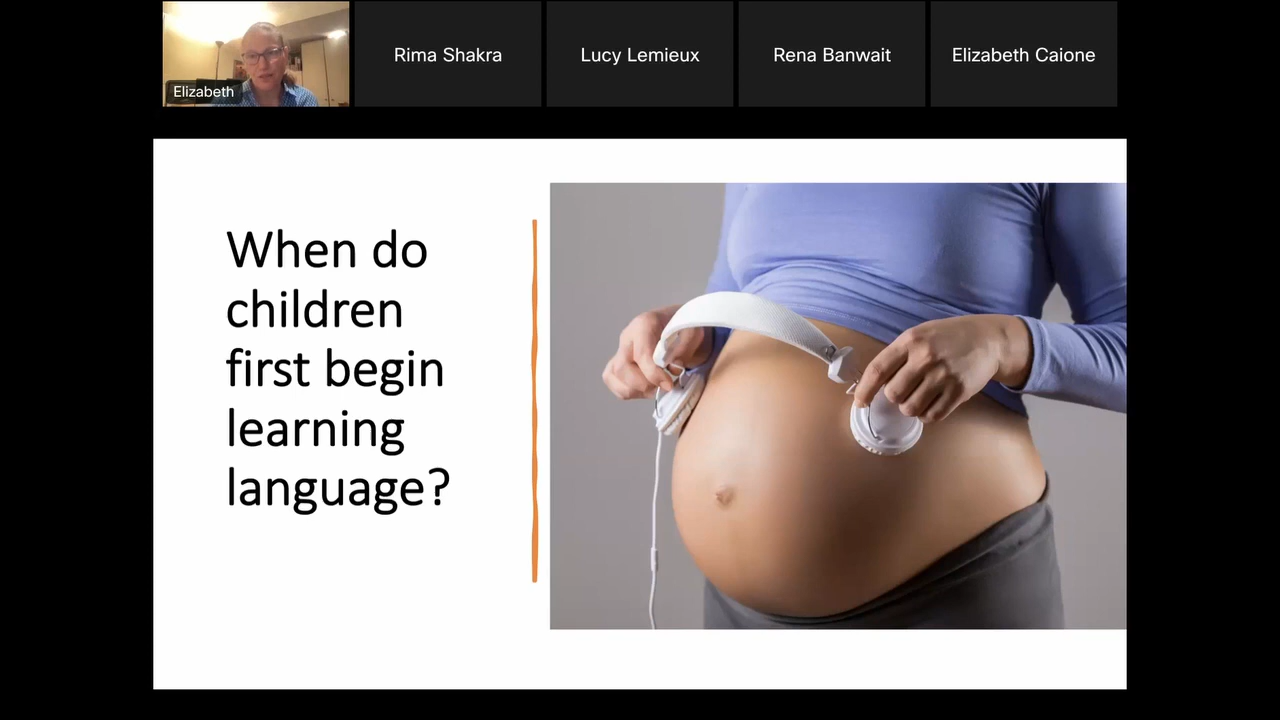 Elizabeth
Rima Shakra
Lucy Lemieux
Rena Banwait
Elizabeth Caione
When do
children
first begin
learning
language?